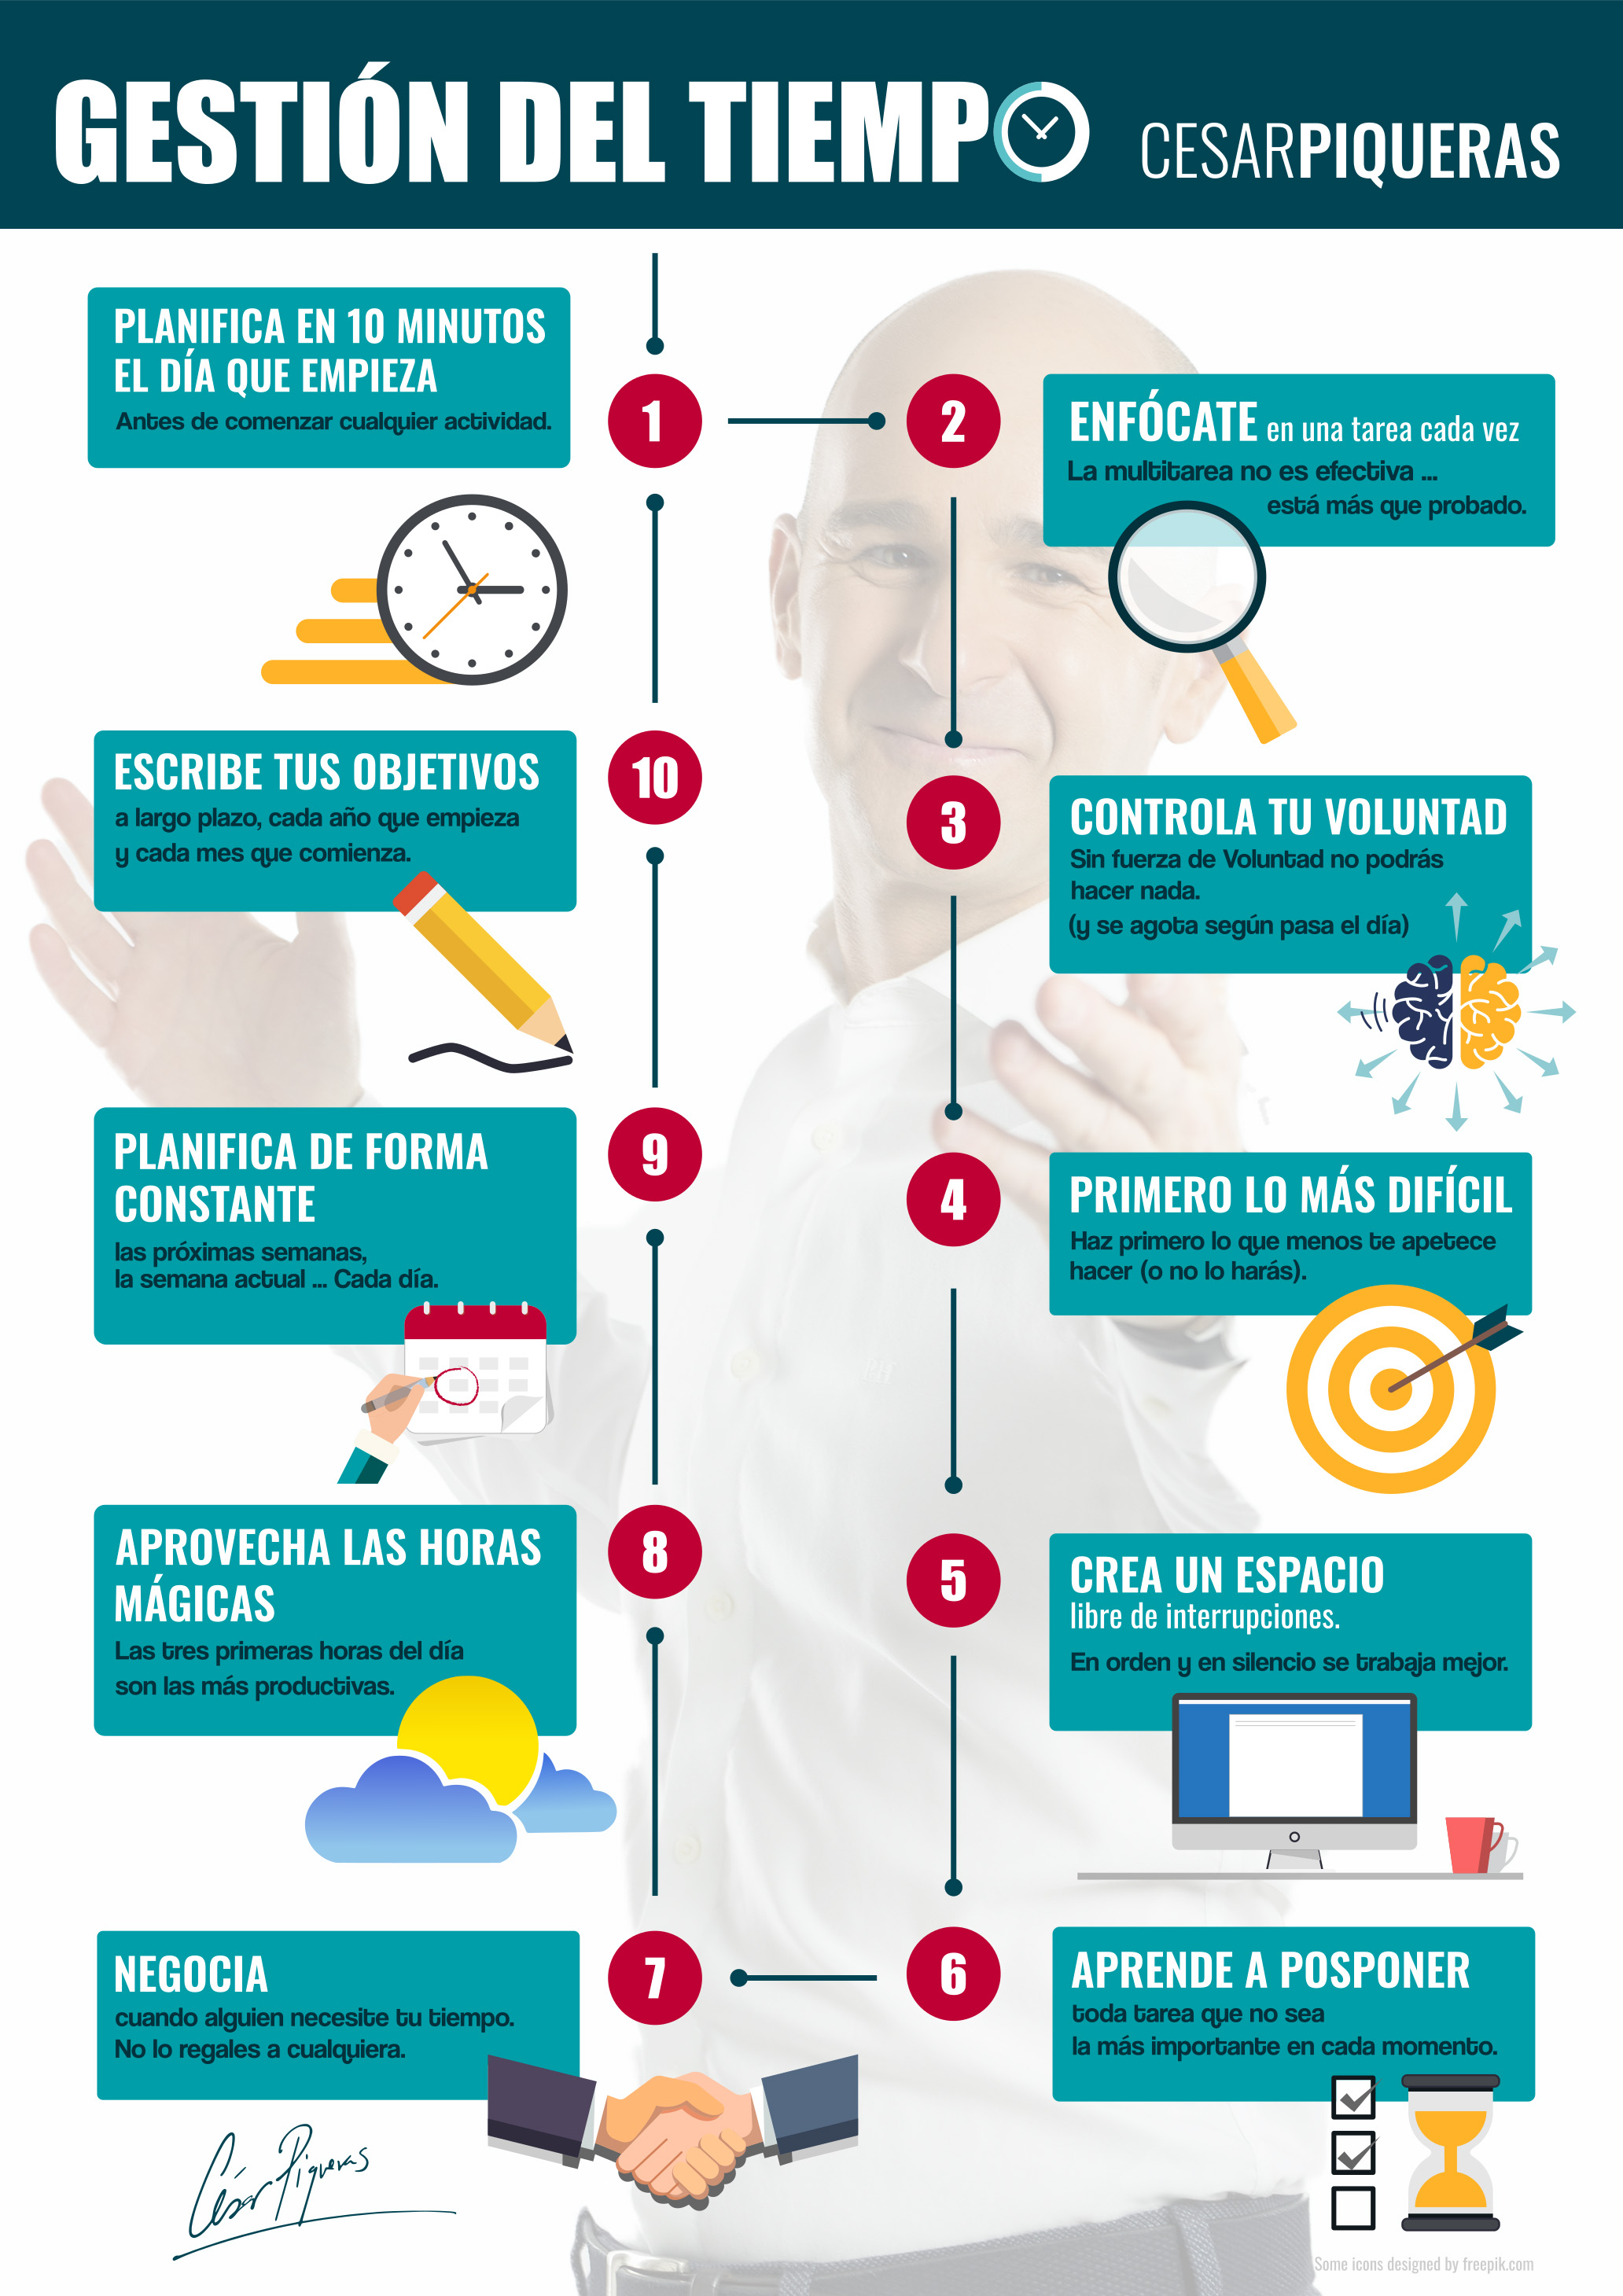 GESTIÓN DEL TIEMPO
CESARPIQUERAS
PLANIFICA EN 10 MINUTOS
EL DÍA QUE EMPIEZA
Antes de comenzar cualquier actividad.
1
2
ENFÓCATE en una tarea cada vez
La multitarea no es efectiva ...
está más que probado.
3
CONTROLA TU VOLUNTAD
Sin fuerza de Voluntad no podrás
hacer nada.
(y se agota según pasa el día)
4
PRIMERO LO MÁS DIFÍCIL
Haz primero lo que menos te apetece
hacer (o no lo harás).
5
CREA UN ESPACIO
libre de interrupciones.
En orden y en silencio se trabaja mejor.
6
APRENDE A POSPONER
toda tarea que no sea
la más importante en cada momento.
7
NEGOCIA
cuando alguien necesite tu tiempo.
No lo regales a cualquiera.
8
APROVECHA LAS HORAS
MÁGICAS
Las tres primeras horas del día
son las más productivas.
9
PLANIFICA DE FORMA
CONSTANTE
las próximas semanas,
la semana actual ... Cada día.
10
ESCRIBE TUS OBJETIVOS
a largo plazo, cada año que empieza
y cada mes que comienza.
César Piqueras
Some icons designed by freepik.com